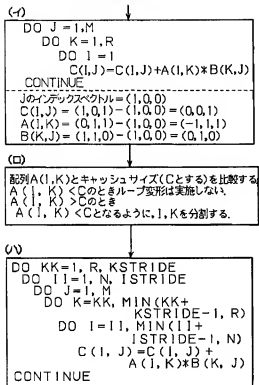 (イ)
DO J=1,M
DO K=1,R
DO I=1
C(I,J)=C(I,J)+A(I,K)*B(K,J)
CONTINUE
Jのインデックスベクトル=(1,0,0)
C(I,J)=(1,0,1)-(1,0,0)=(0,0,1)
A(I,K)=(0,1,1)-(1,0,0)=(-1,1,1)
B(K,J)=(1,1,0)-(1,0,0)=(0,1,0)
(ロ)
配列A(I,K)とキャッシュサイズ(Cとする)を比較する
A(I,K)<Cのときループ変形は実施しない.
A(I,K)>Cのとき
A(I,K)<Cとなるように,I,Kを分割する.
(ハ)
DO KK=1, R, KSTRIDE
DO II=1, N, ISTRIDE
DO J=1, M
DO K=KK, MIN(KK+
KSTRIDE-1, R)
DO I=II, MIN(II+
ISTRIDE-1, N)
C(I, J)=C(I, J)+
A(I,K)*B(K, J)
CONTINUE